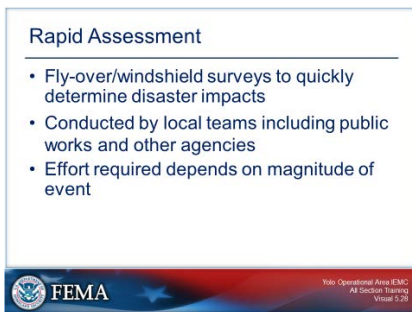 Rapid Assessment
• Fly-over/windshield surveys to quickly
determine disaster impacts
• Conducted by local teams including public
works and other agencies
• Effort required depends on magnitude of
event
FEMA
Yolo Operational Area IEMC
All Section Training
Visual 5.28